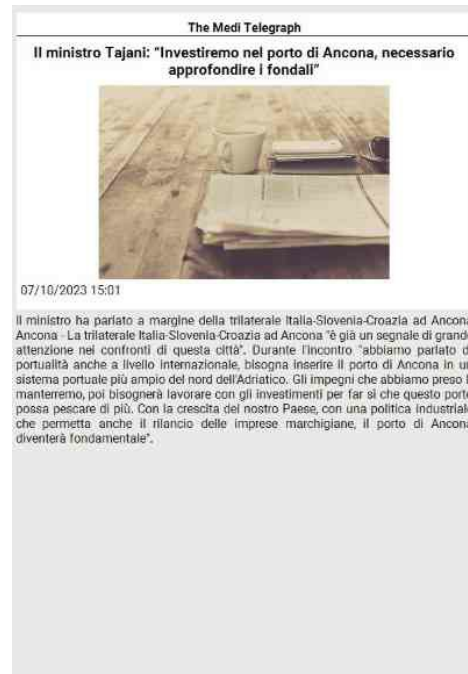 The Medi Telegraph
Il ministro Tajani: “Investiremo nel porto di Ancona, necessario
approfondire i fondali”
07/10/2023 15:01
Il ministro ha parlato a margine della trilaterale Italia-Slovenia-Croazia ad Ancona
Ancona - La trilaterale Italia-Slovenia-Croazia ad Ancona "è già un segnale di grande
attenzione nei confronti di questa città". Durante l'incontro "abbiamo parlato di
portualità anche a livello internazionale, bisogna inserire il porto di Ancona in un
sistema portuale più ampio del nord dell'Adriatico. Gli impegni che abbiamo preso li
manterremo, poi bisognerà lavorare con gli investimenti per far sì che questo porto
possa pescare di più. Con la crescita del nostro Paese, con una politica industriale
che permetta anche il rilancio delle imprese marchigiane, il porto di Ancona
diventerà fondamentale".